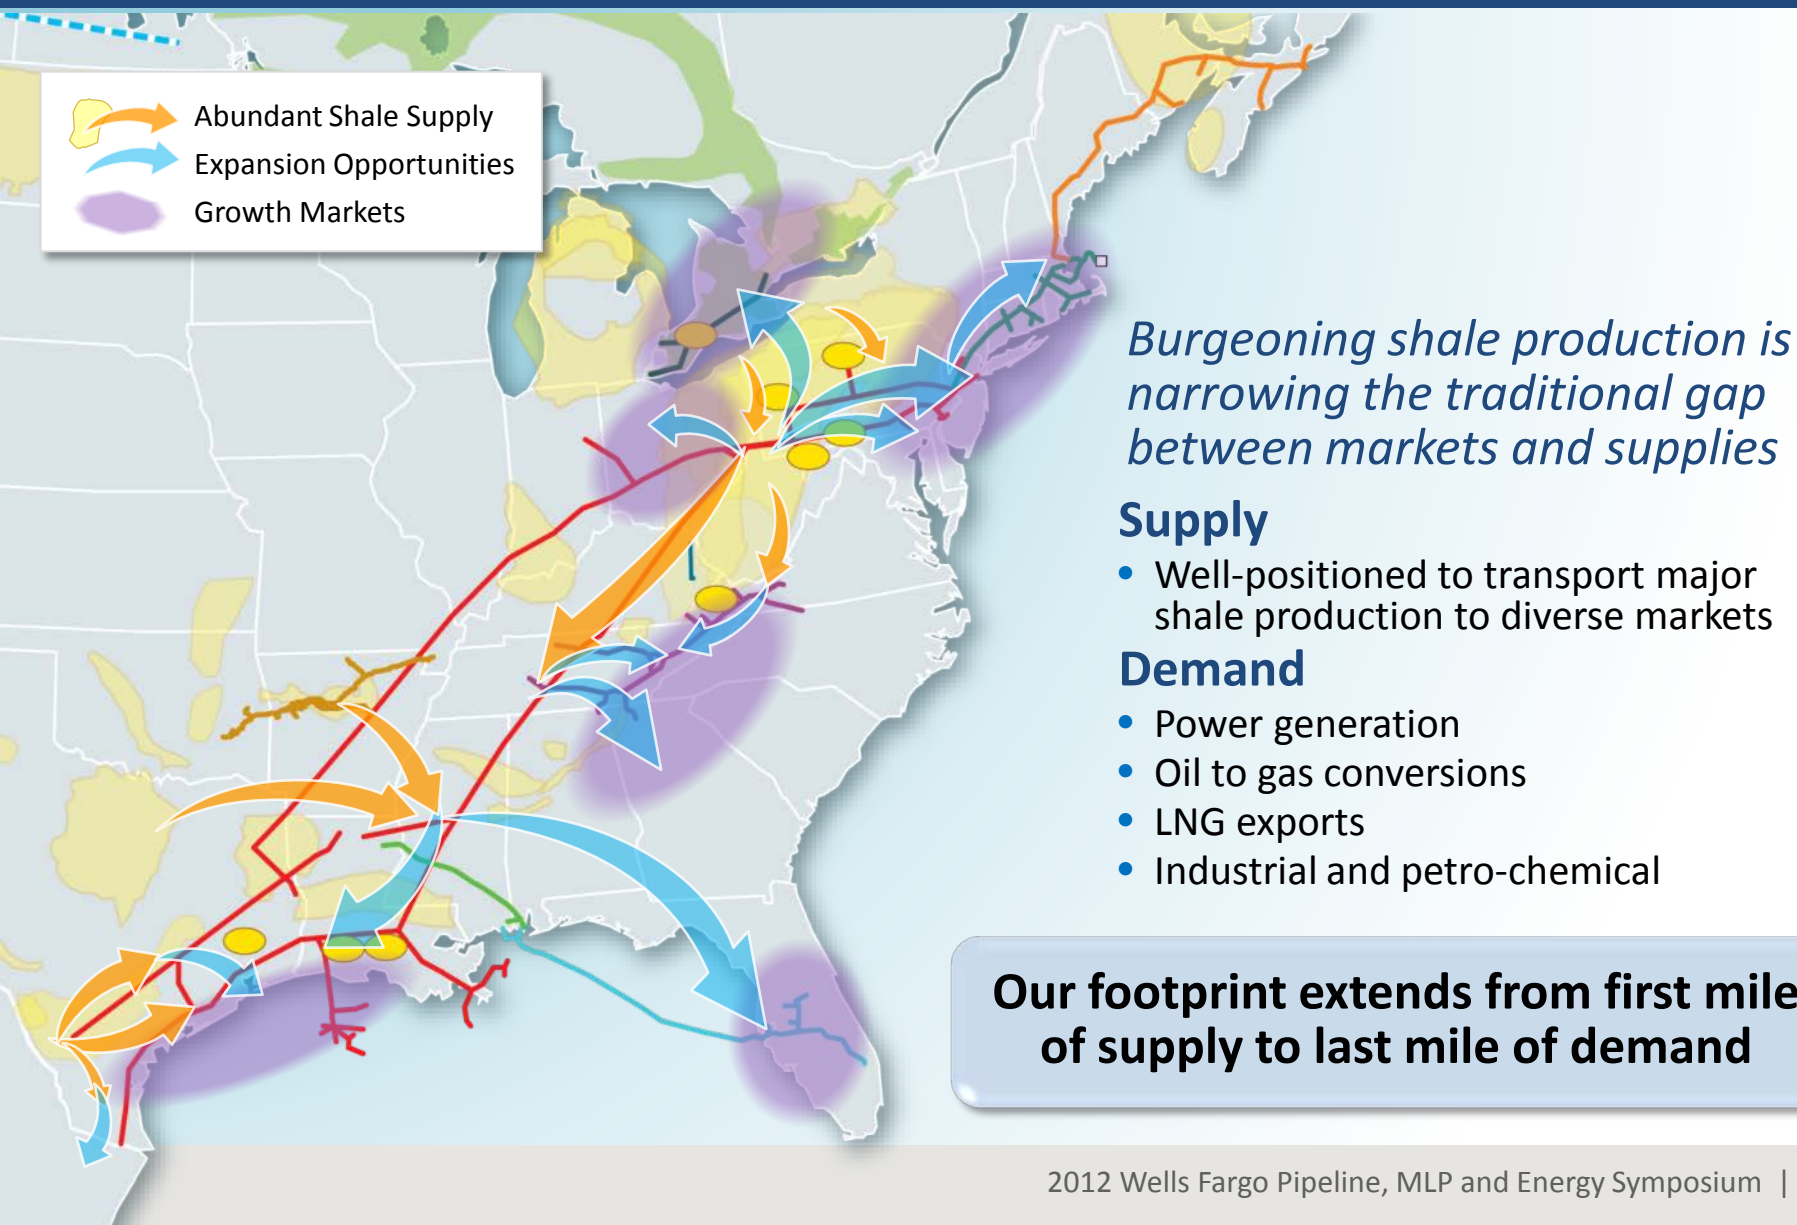 Abundant Shale Supply
Expansion Opportunities
Growth Markets
Burgeoning shale production is
narrowing the traditional gap
between markets and supplies
Supply
• Well-positioned to transport major
shale production to diverse markets
Demand
• Power generation
• Oil to gas conversions
• LNG exports
• Industrial and petro-chemical
Our footprint extends from first mile
of supply to last mile of demand
2012 Wells Fargo Pipeline, MLP and Energy Symposium |